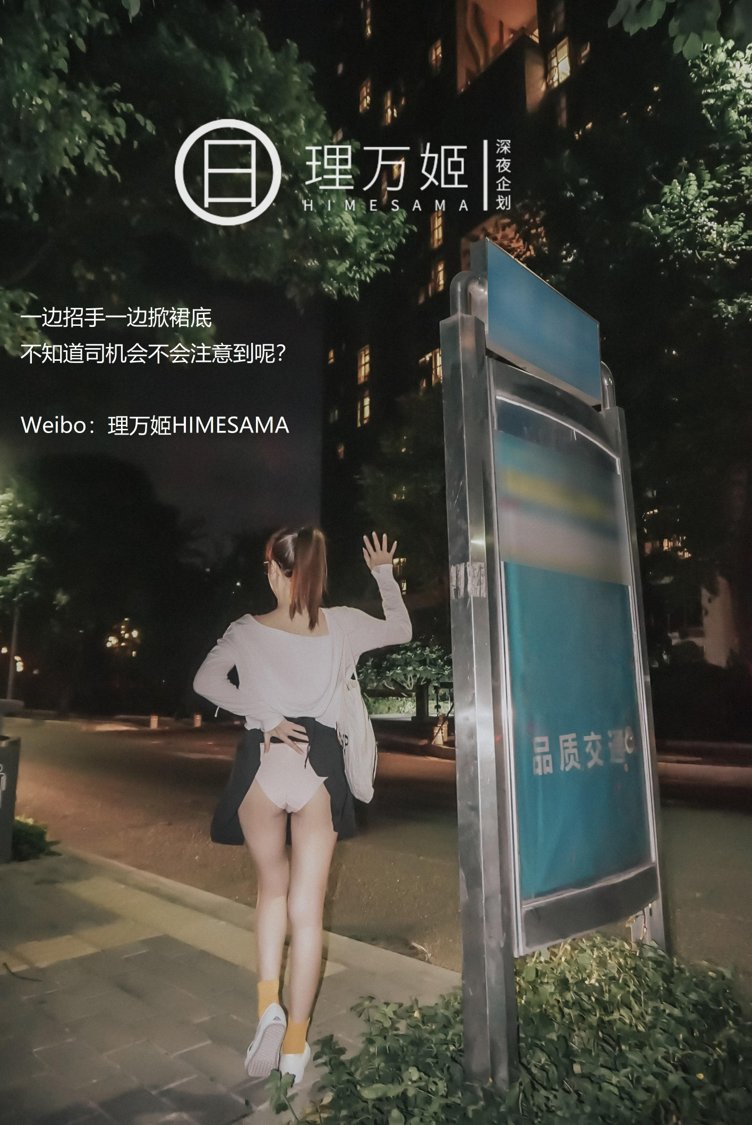 日 理万姬
HIMESAMA
深夜企划
一边招手一边掀裙底
不知道司机会不会注意到呢?
Weibo：理万姬HIMESAMA
品质交通